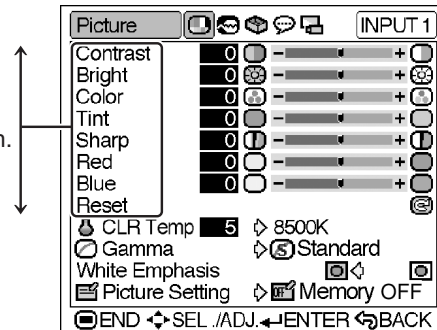 Picture INPUT 1
Contrast 0 - +
Bright 0 - +
Color 0 - +
Tint 0 - +
n.
Sharp 0 - +
Red 0 - +
Blue 0 - +
Reset
CLR Temp 5 8500K
Gamma S Standard
White Emphasis
Picture Setting OFF Memory OFF
END SEL./ADJ. ENTER BACK